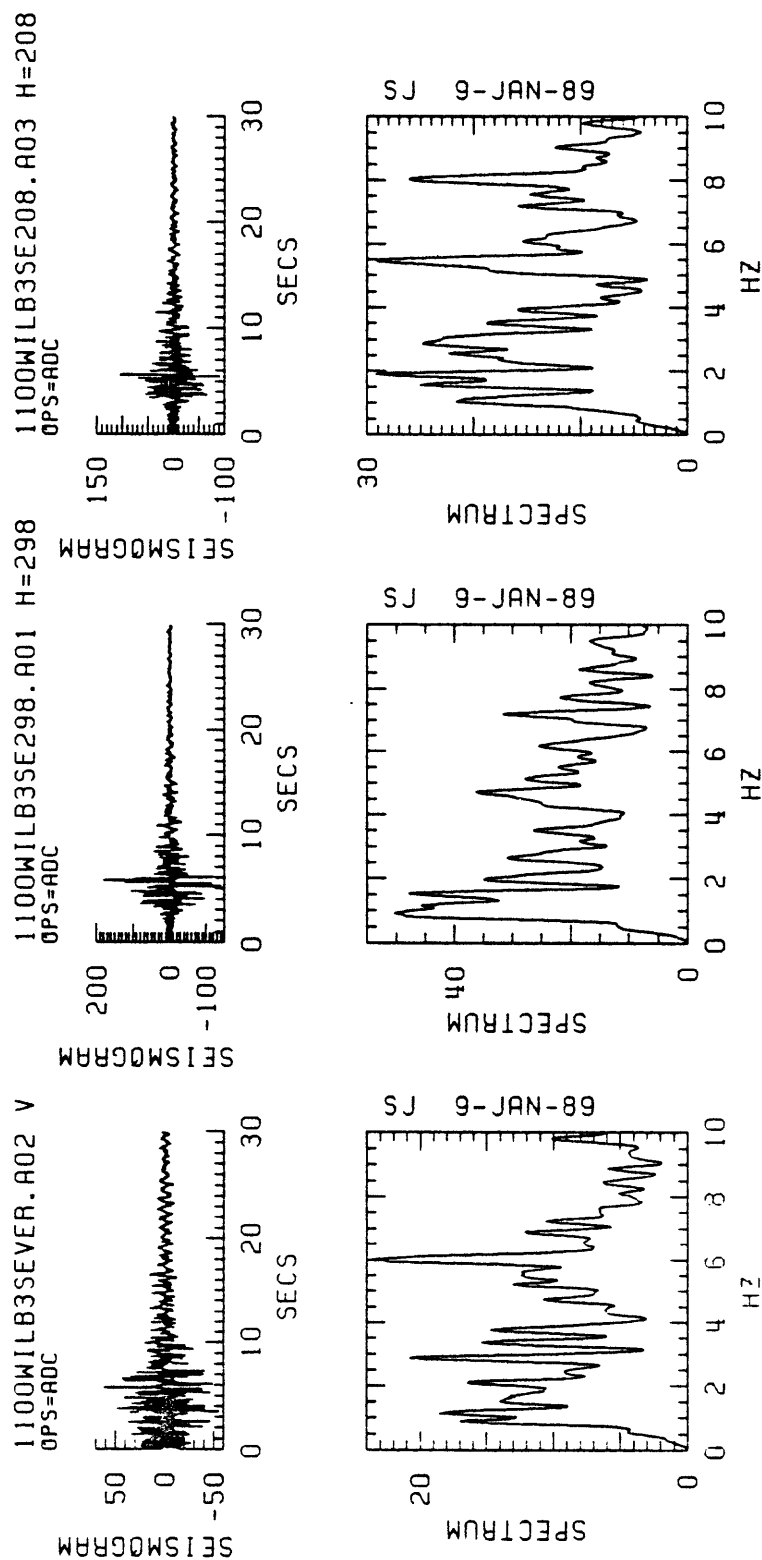 1100WILB3SEVER.A02 V
OPS=ADC
SEISMOGRAM
50
0
-50
0 10 20 30
SECS
SJ 9-JAN-89
SPECTRUM
20
0
0 2 4 6 8 10
HZ
1100WILB3SE298.A01 H=298
OPS=ADC
SEISMOGRAM
200
0
-100
0 10 20 30
SECS
SJ 9-JAN-89
SPECTRUM
40
0
0 2 4 6 8 10
HZ
1100WILB3SE208.A03 H=208
OPS=ADC
SEISMOGRAM
150
0
-100
0 10 20 30
SECS
SJ 9-JAN-89
SPECTRUM
30
0
0 2 4 6 8 10
HZ